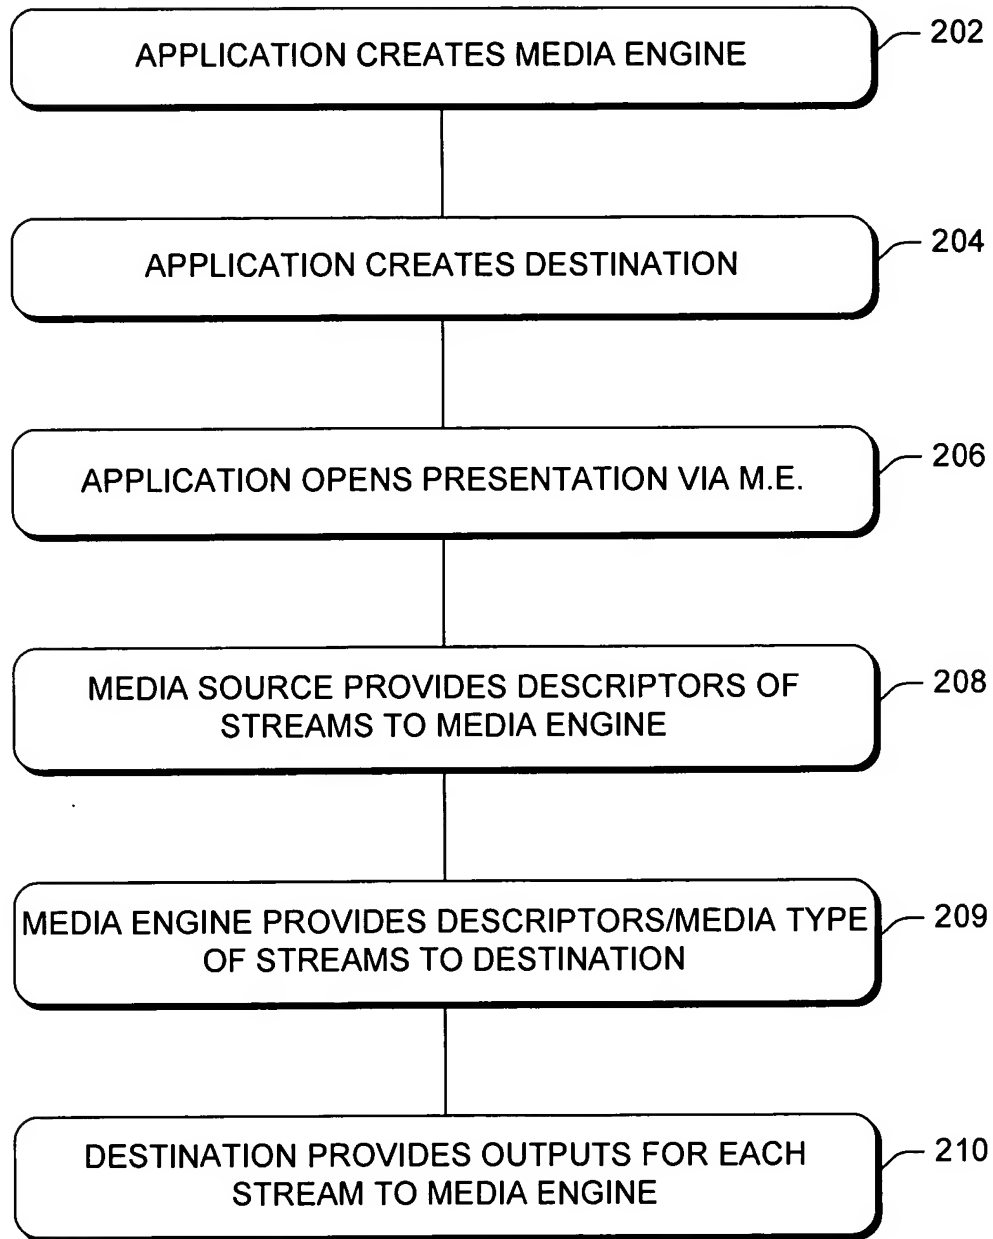 APPLICATION CREATES MEDIA ENGINE
202
APPLICATION CREATES DESTINATION
204
APPLICATION OPENS PRESENTATION VIA M.E.
206
MEDIA SOURCE PROVIDES DESCRIPTORS OF
STREAMS TO MEDIA ENGINE
208
MEDIA ENGINE PROVIDES DESCRIPTORS/MEDIA TYPE
OF STREAMS TO DESTINATION
209
DESTINATION PROVIDES OUTPUTS FOR EACH
STREAM TO MEDIA ENGINE
210